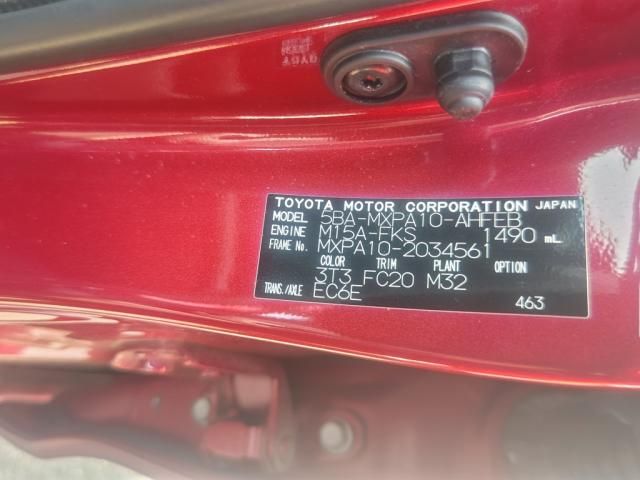 TOYOTA MOTOR CORPORATION JAPAN
MODEL 5BA-MXPA10-AHFEB
ENGINE M15A-FKS 1490 mL
FRAME No. MXPA10-2034561
COLOR TRIM PLANT OPTION
3T3 FC20 M32
TRANS./AXLE EC6E
463